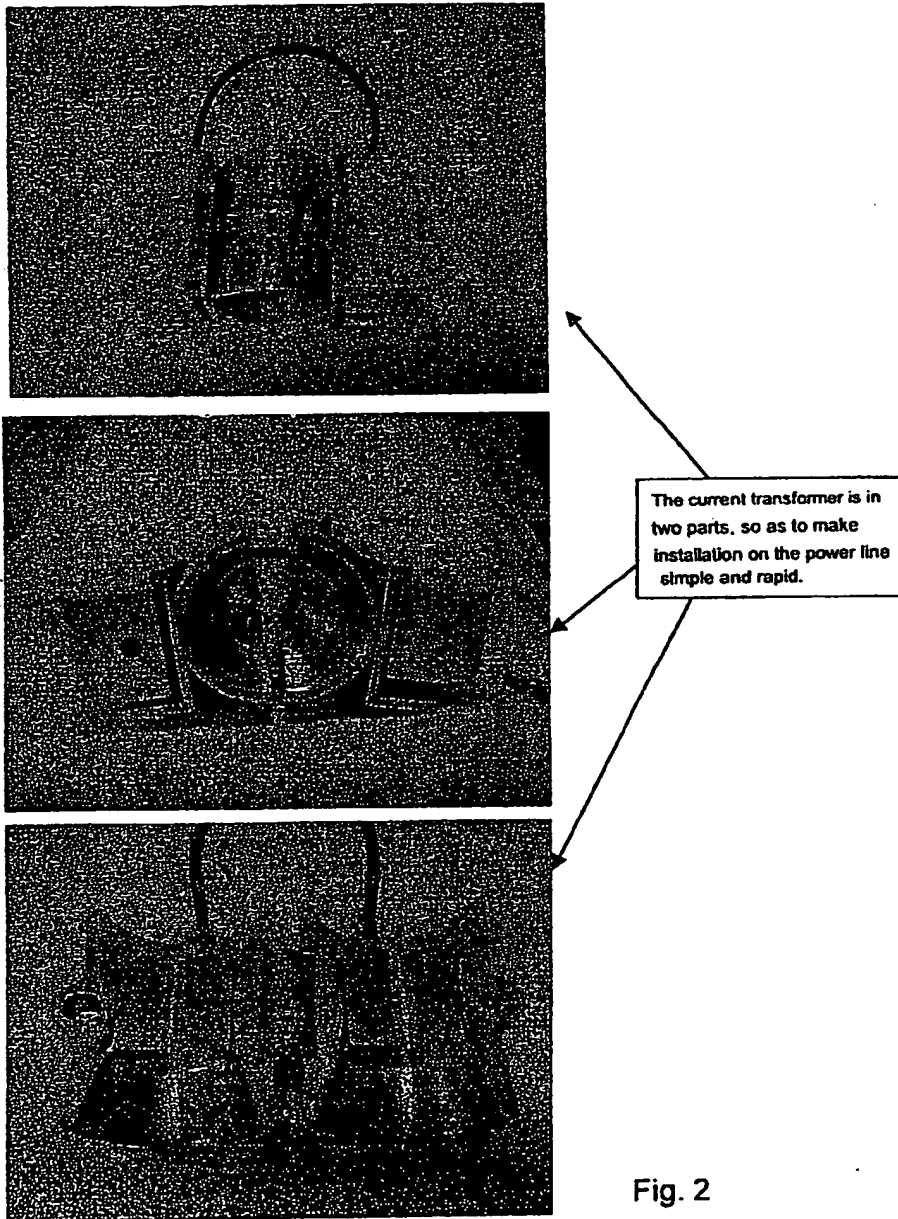 The current transformer is in
two parts, so as to make
installation on the power line
simple and rapid.
Fig. 2